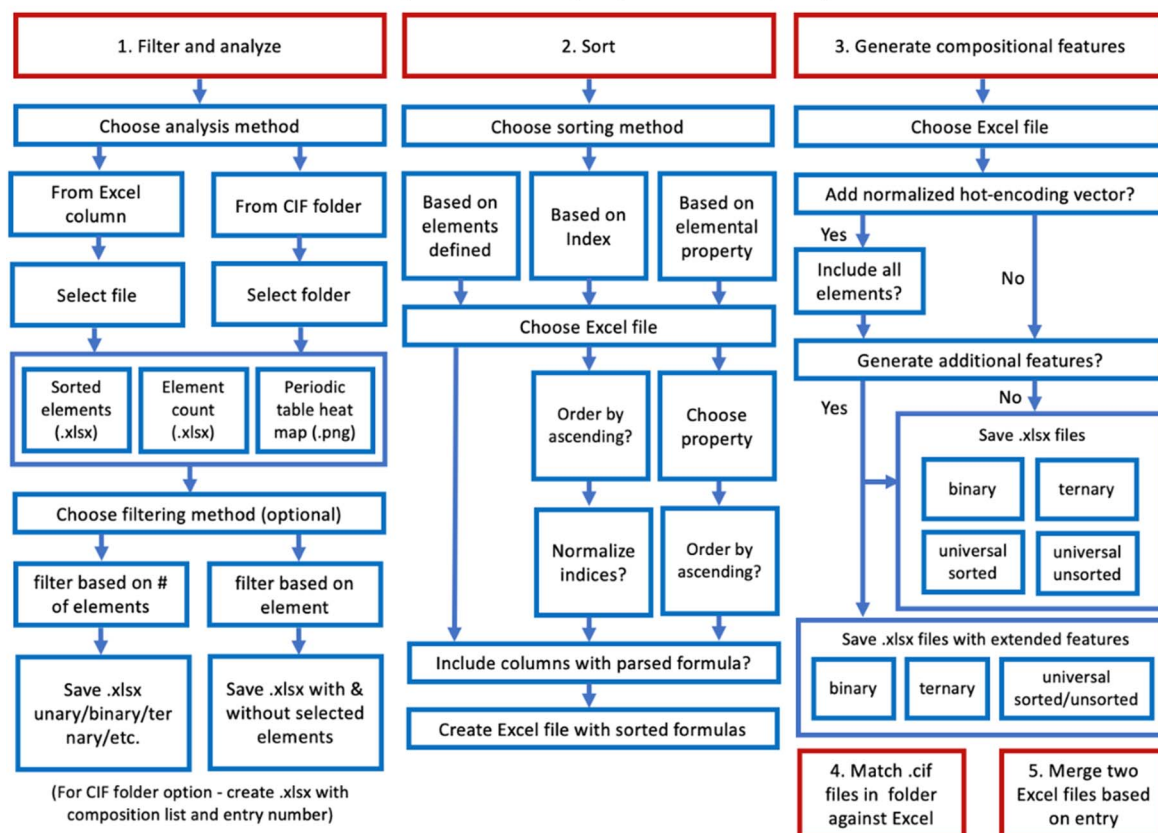 1. Filter and analyze
Choose analysis method
From Excel
column
From CIF folder
Select file
Select folder
Sorted
elements
(.xlsx)
Element
count
(.xlsx)
Periodic
table heat
map (.png)
Choose filtering method (optional)
filter based on #
of elements
filter based on
element
Save .xlsx
unary/binary/ter
nary/etc.
Save .xlsx with &
without selected
elements
(For CIF folder option - create .xlsx with
composition list and entry number)
2. Sort
Choose sorting method
Based on
elements
defined
Based on
Index
Based on
elemental
property
Choose Excel file
Order by
ascending?
Choose
property
Normalize
indices?
Order by
ascending?
Include columns with parsed formula?
Create Excel file with sorted formulas
3. Generate compositional features
Choose Excel file
Add normalized hot-encoding vector?
Yes
Include all
elements?
No
Generate additional features?
Yes
No
Save .xlsx files
binary
ternary
universal
sorted
universal
unsorted
Save .xlsx files with extended features
binary
ternary
universal
sorted/unsorted
4. Match .cif
files in folder
against Excel
5. Merge two
Excel files based
on entry